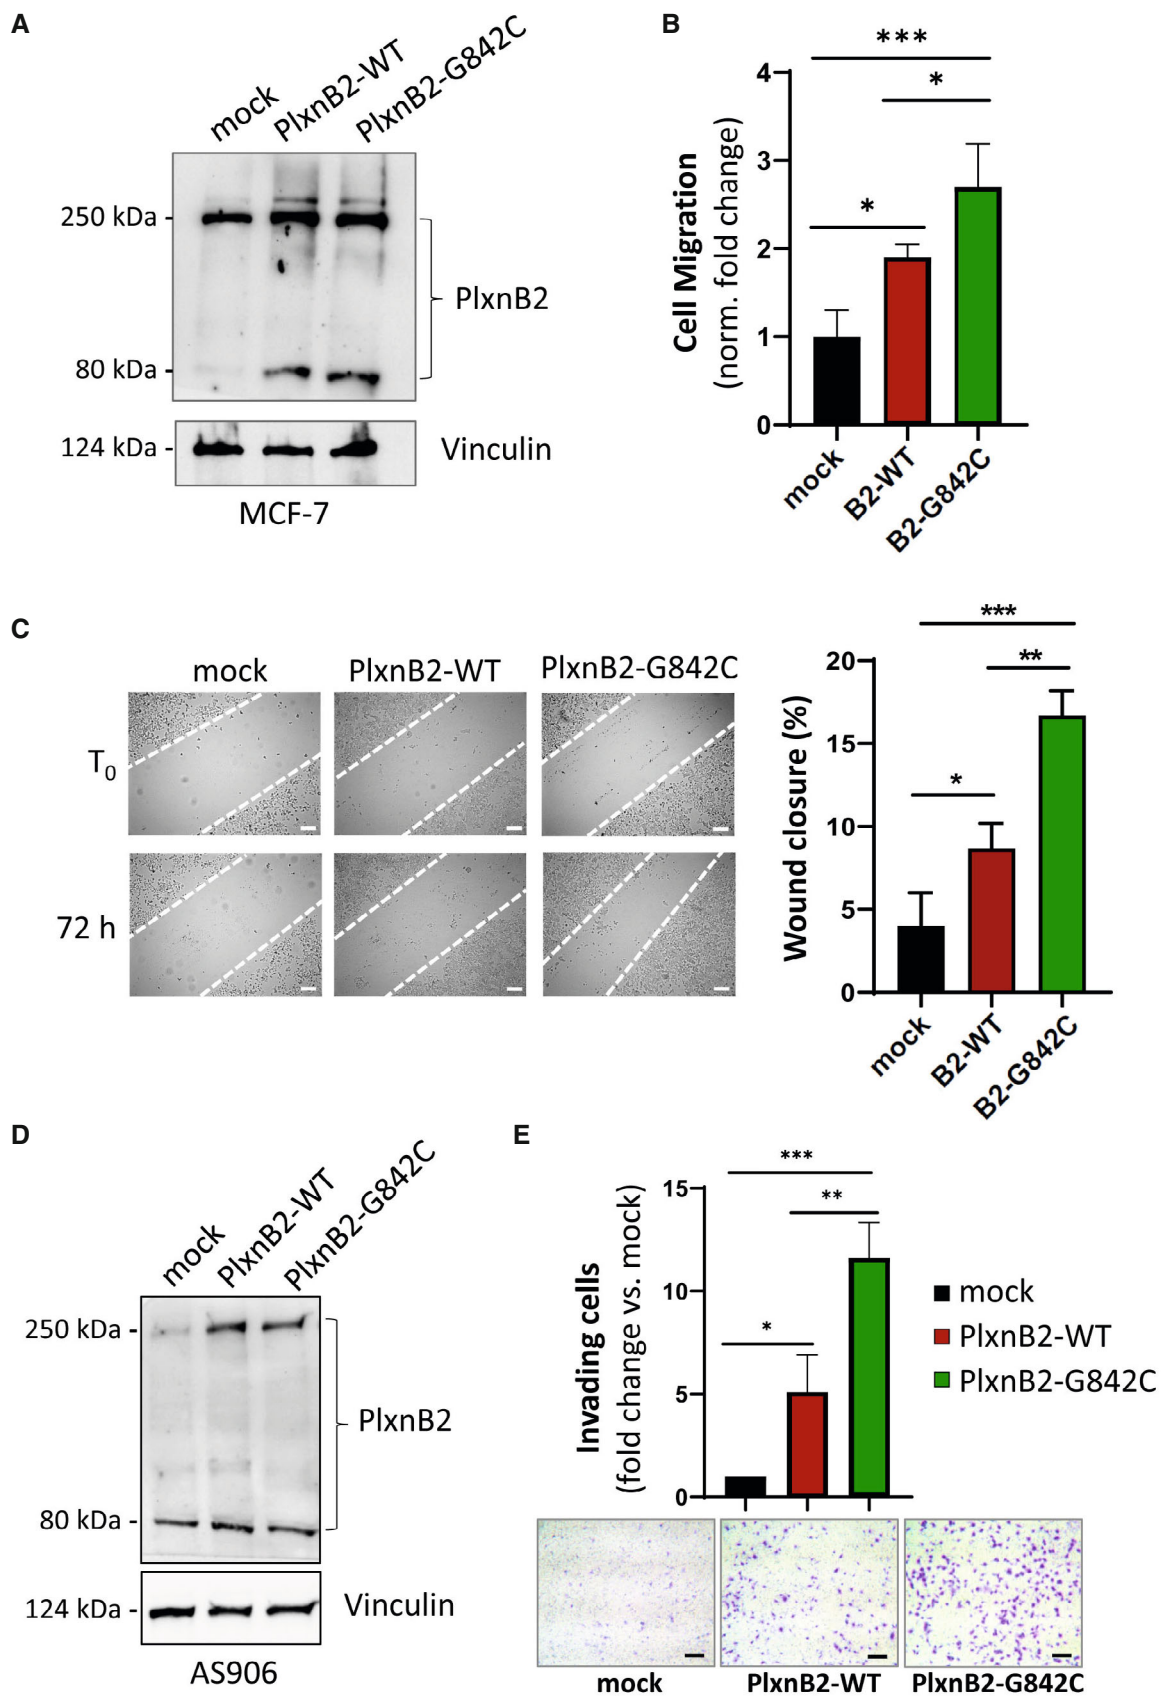 A
mock
PlxnB2-WT
PlxnB2-G842C
250 kDa -
PlxnB2
80 kDa -
124 kDa -
Vinculin
MCF-7
B
***
*
*
Cell Migration
(norm. fold change)
4
3
2
1
0
mock
B2-WT
B2-G842C
C
mock
PlxnB2-WT
PlxnB2-G842C
T0
72 h
***
**
*
Wound closure (%)
20
15
10
5
0
mock
B2-WT
B2-G842C
D
mock
PlxnB2-WT
PlxnB2-G842C
250 kDa -
PlxnB2
80 kDa -
124 kDa -
Vinculin
AS906
E
***
**
*
Invading cells
(fold change vs. mock)
15
10
5
0
mock
PlxnB2-WT
PlxnB2-G842C
mock
PlxnB2-WT
PlxnB2-G842C